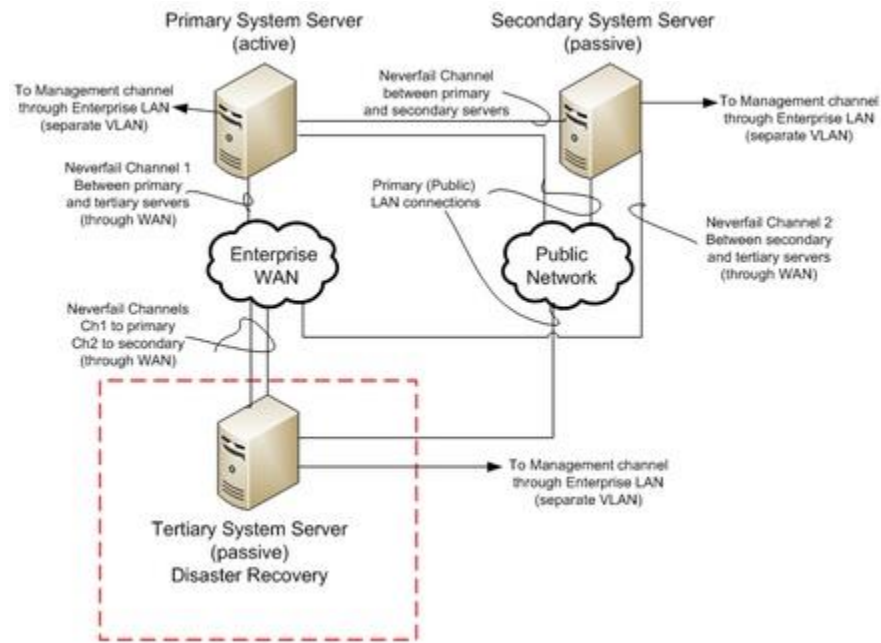 Primary System Server
(active)
Secondary System Server
(passive)
To Management channel
through Enterprise LAN
(separate VLAN)
Neverfail Channel
between primary
and secondary servers
To Management channel
through Enterprise LAN
(separate VLAN)
Neverfail Channel 1
Between primary
and tertiary servers
(through WAN)
Primary (Public)
LAN connections
Neverfail Channel 2
Between secondary
and tertiary servers
(through WAN)
Enterprise
WAN
Public
Network
Neverfail Channels
Ch1 to primary
Ch2 to secondary
(through WAN)
To Management channel
through Enterprise LAN
(separate VLAN)
Tertiary System Server
(passive)
Disaster Recovery